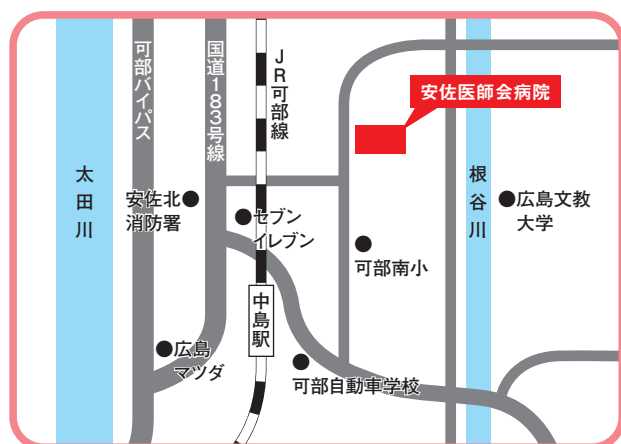 可部バイパス
国道183号線
JR可部線
安佐医師会病院
太田川
安佐北
消防署
セブン
イレブン
根谷川
広島文教
大学
可部南小
中島駅
広島
マツダ
可部自動車学校